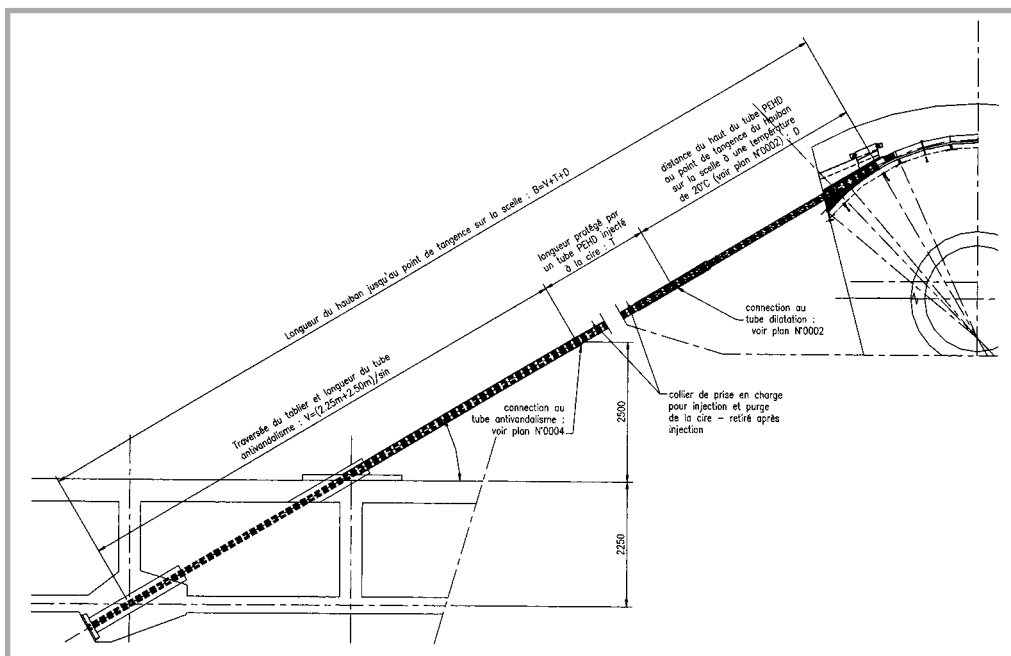 Longueur du hauban jusqu'au point de tangence sur la scelle : B=V+T+D
distance du haut du tube PEHD
au point de tangence du hauban
sur la scelle à une température
de 20°C (voir plan N°0002) : D
longueur protégé par
un tube PEHD injecté
à la cire : T
Traversée du tablier et longueur du tube
antivandalisme : V=(2.25m+2.50m)/sin
connection au
tube dilatation :
voir plan N°0002
collier de prise en charge
pour injection et purge
de la cire - retiré après
injection
connection au
tube antivandalisme :
voir plan N°0004
2500
2250